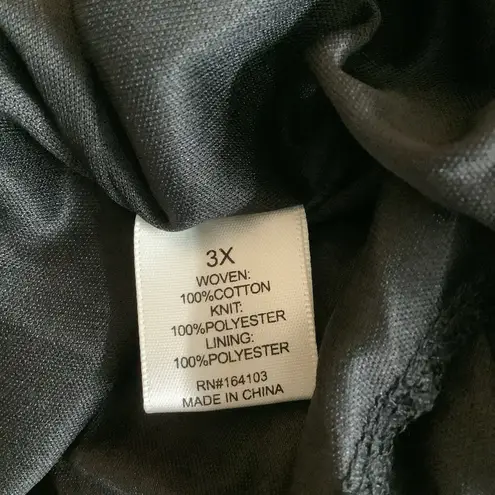 3X
WOVEN:
100%COTTON
KNIT:
100%POLYESTER
LINING:
100%POLYESTER
RN#164103
MADE IN CHINA